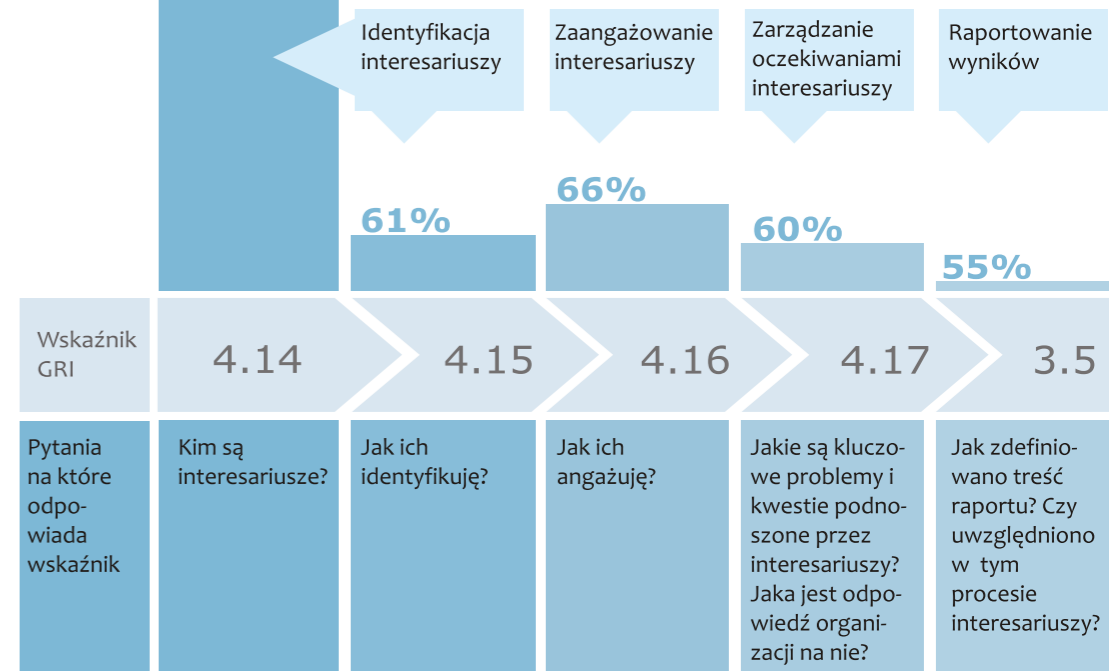 Identyfikacja
interesariuszy
Zaangażowanie
interesariuszy
Zarządzanie
oczekiwaniami
interesariuszy
Raportowanie
wyników
61%
66%
60%
55%
Wskaźnik
GRI
4.14
4.15
4.16
4.17
3.5
Pytania
na które
odpo-
wiada
wskaźnik
Kim są
interesariusze?
Jak ich
identyfikuję?
Jak ich
angażuję?
Jakie są kluczo-
we problemy i
kwestie podno-
szone przez
interesariuszy?
Jaka jest odpo-
wiedź organi-
zacji na nie?
Jak zdefinio-
wano treść
raportu? Czy
uwzględniono
w tym
procesie
interesariuszy?